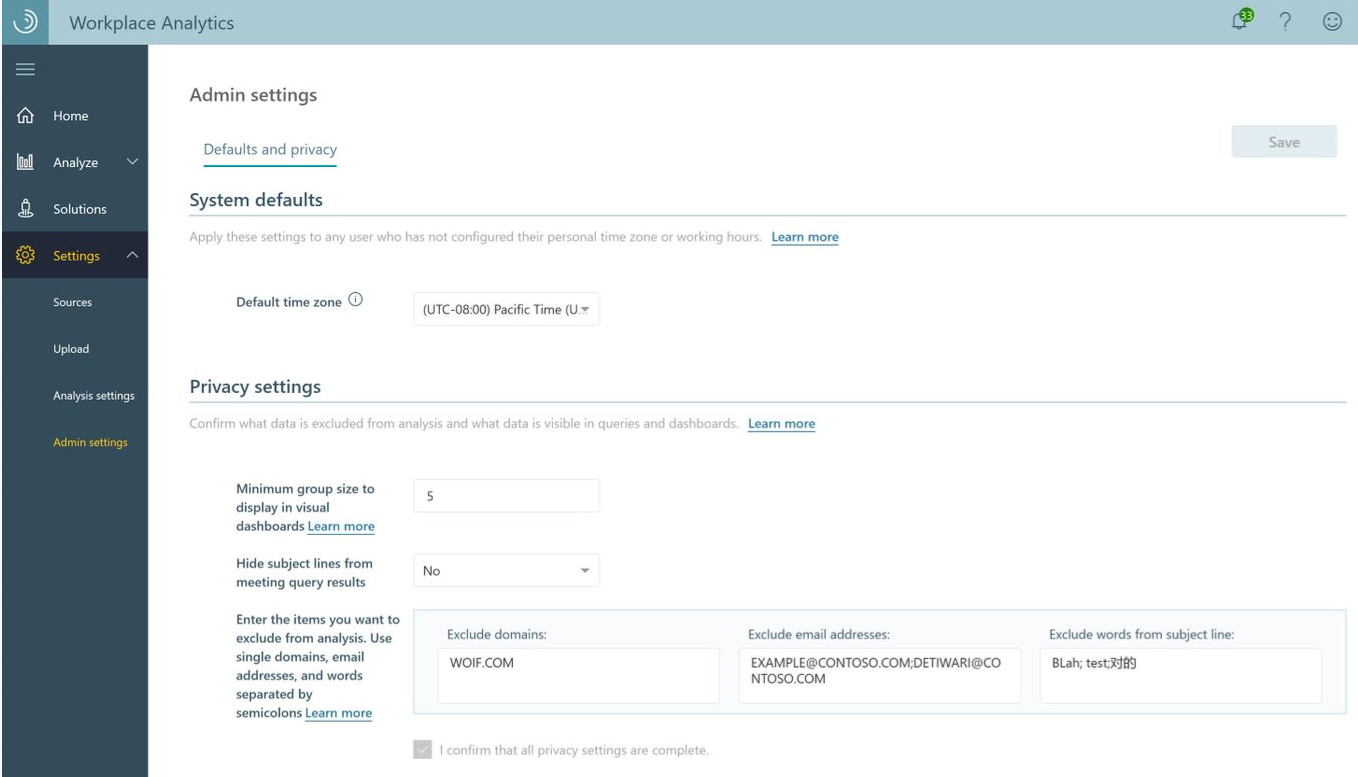 Workplace Analytics
33
Home
Analyze
Solutions
Settings
Sources
Upload
Analysis settings
Admin settings
Admin settings
Defaults and privacy
Save
System defaults
Apply these settings to any user who has not configured their personal time zone or working hours. Learn more
Default time zone
(UTC-08:00) Pacific Time (U...
Privacy settings
Confirm what data is excluded from analysis and what data is visible in queries and dashboards. Learn more
Minimum group size to
display in visual
dashboards Learn more
5
Hide subject lines from
meeting query results
No
Enter the items you want to
exclude from analysis. Use
single domains, email
addresses, and words
separated by
semicolons Learn more
Exclude domains:
WOIF.COM
Exclude email addresses:
EXAMPLE@CONTOSO.COM;DETIWARI@CO
NTOSO.COM
Exclude words from subject line:
BLah; test;对的
I confirm that all privacy settings are complete.